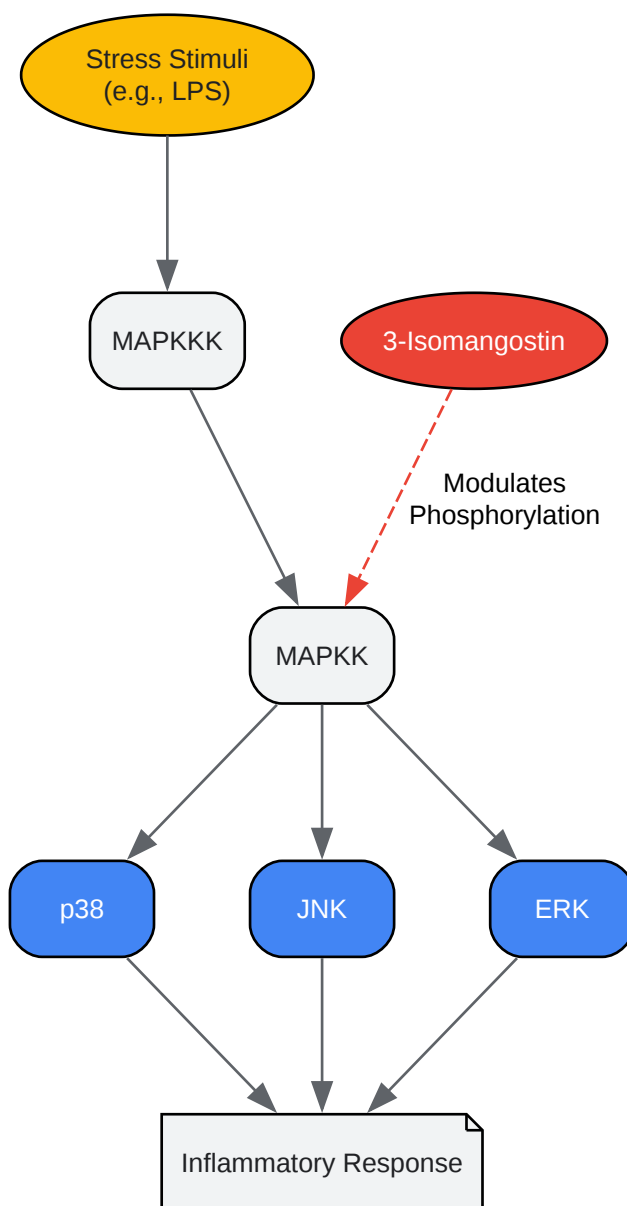 Stress Stimuli
(e.g., LPS)
MAPKKK
3-Isomangostin
Modulates
Phosphorylation
MAPKK
p38
JNK
ERK
Inflammatory Response